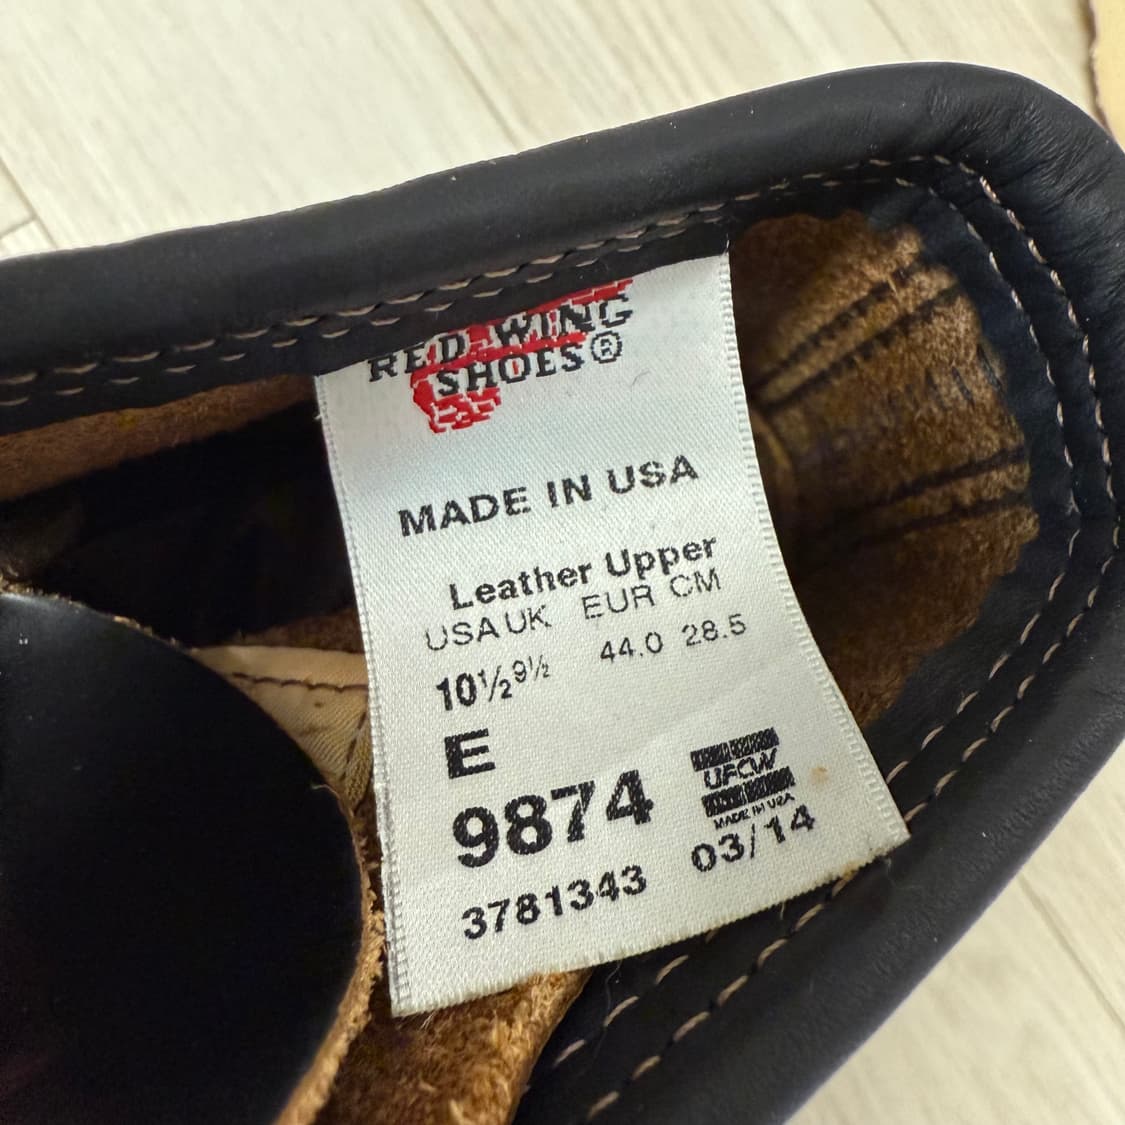 RED WING
SHOES®
MADE IN USA
Leather Upper
USA UK EUR CM
10½ 9½ 44.0 28.5
E
9874
UFCW
MADE IN USA
3781343 03/14